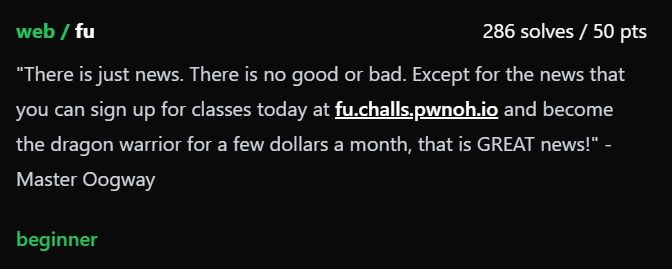 web / fu 286 solves / 50 pts
"There is just news. There is no good or bad. Except for the news that
you can sign up for classes today at fu.challs.pwnoh.io and become
the dragon warrior for a few dollars a month, that is GREAT news!" -
Master Oogway
beginner